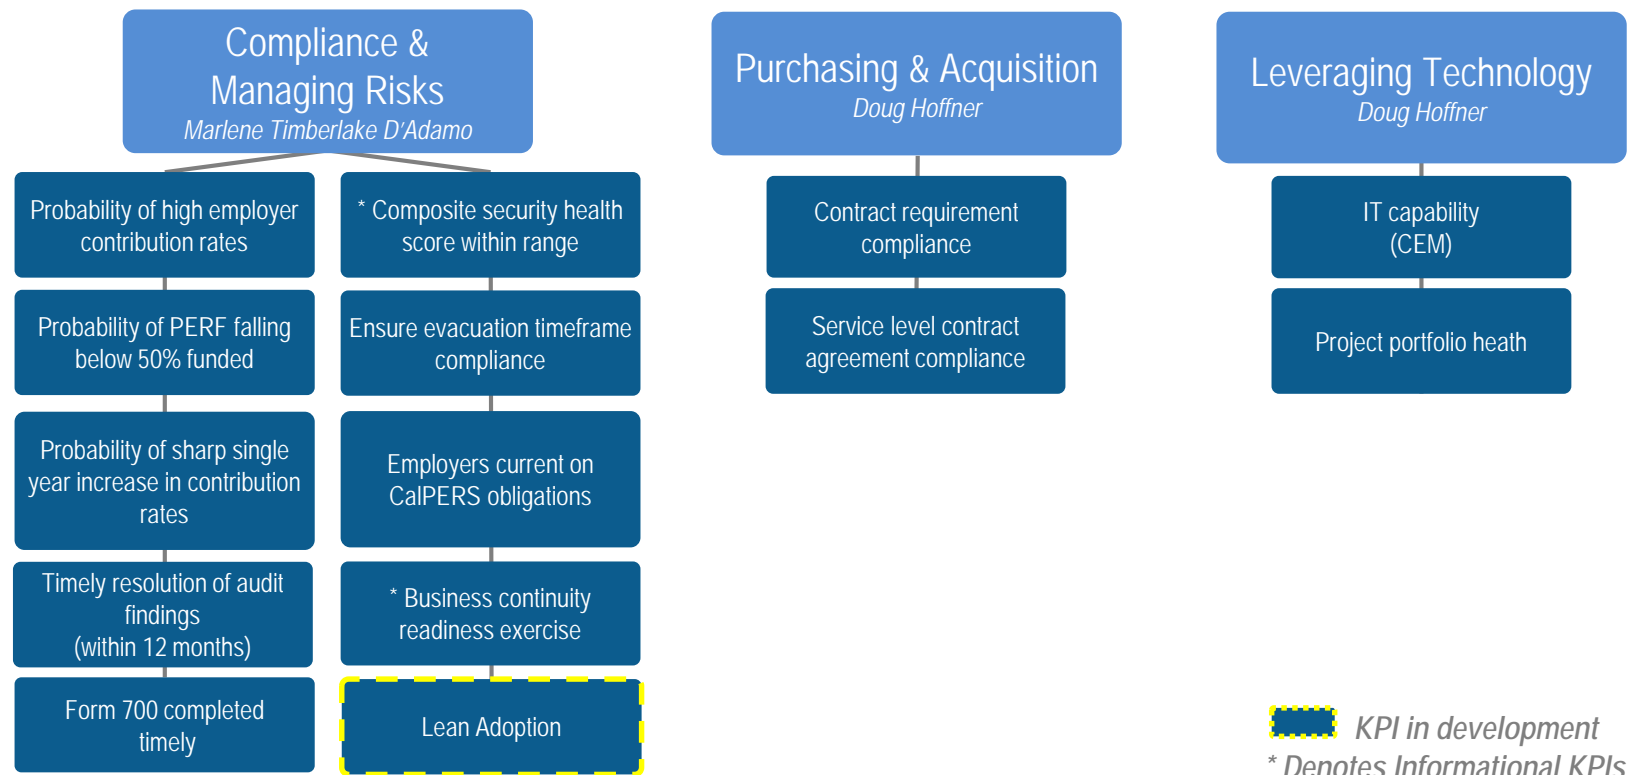 Compliance &
Managing Risks
Marlene Timberlake D'Adamo
Probability of high employer
contribution rates
Probability of PERF falling
below 50% funded
Probability of sharp single
year increase in contribution
rates
Timely resolution of audit
findings
(within 12 months)
Form 700 completed
timely
* Composite security health
score within range
Ensure evacuation timeframe
compliance
Employers current on
CalPERS obligations
* Business continuity
readiness exercise
Lean Adoption
Purchasing & Acquisition
Doug Hoffner
Contract requirement
compliance
Service level contract
agreement compliance
Leveraging Technology
Doug Hoffner
IT capability
(CEM)
Project portfolio heath
KPI in development
* Denotes Informational KPIs